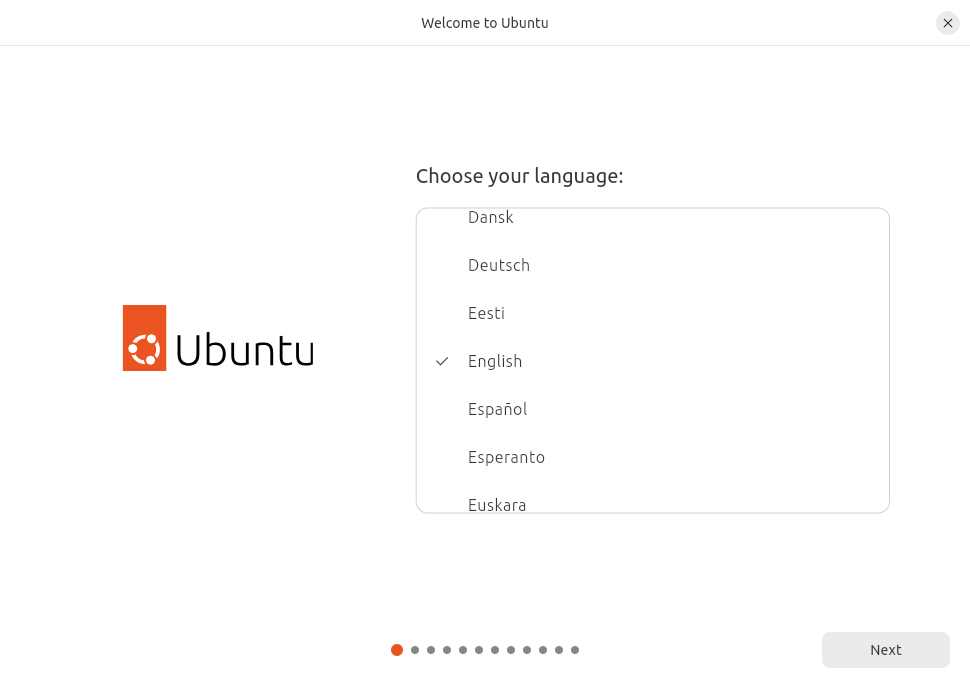 Welcome to Ubuntu
Choose your language:
Dansk
Deutsch
Eesti
English
Español
Esperanto
Euskara
Ubuntu
Next